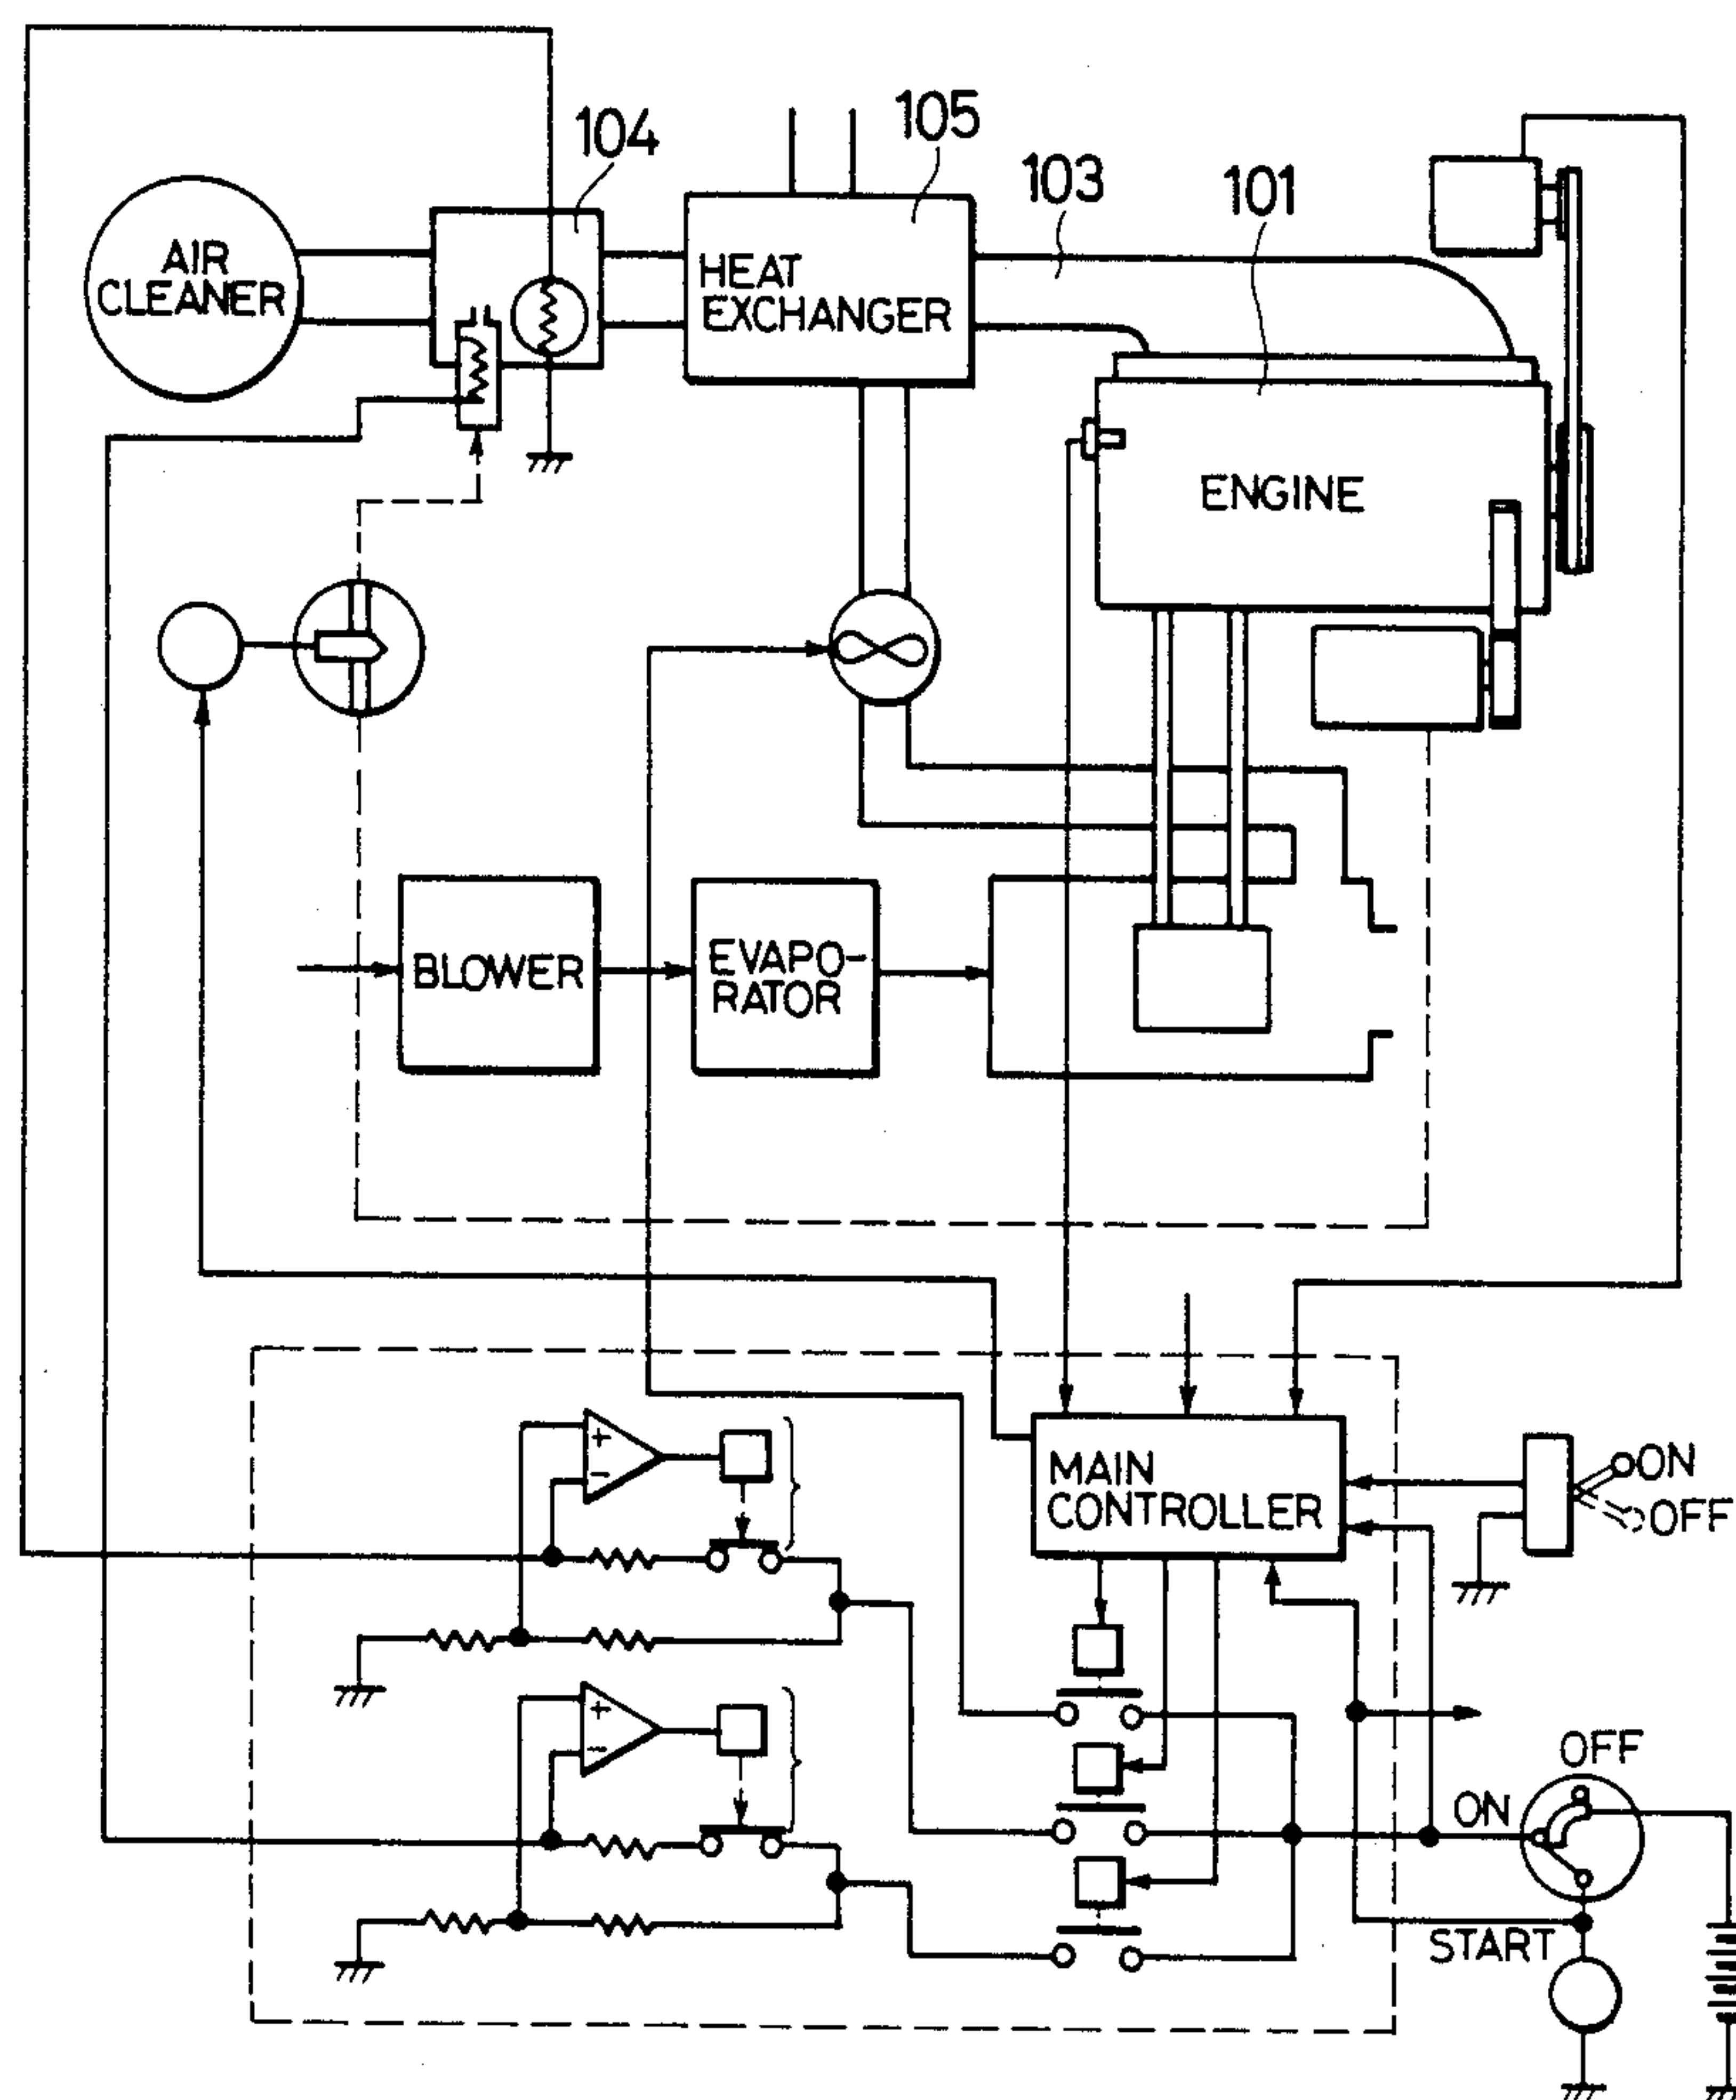 104
105
103
101
AIR
CLEANER
HEAT
EXCHANGER
ENGINE
BLOWER
EVAPO-
RATOR
MAIN
CONTROLLER
ON
OFF
+
-
+
-
OFF
ON
START